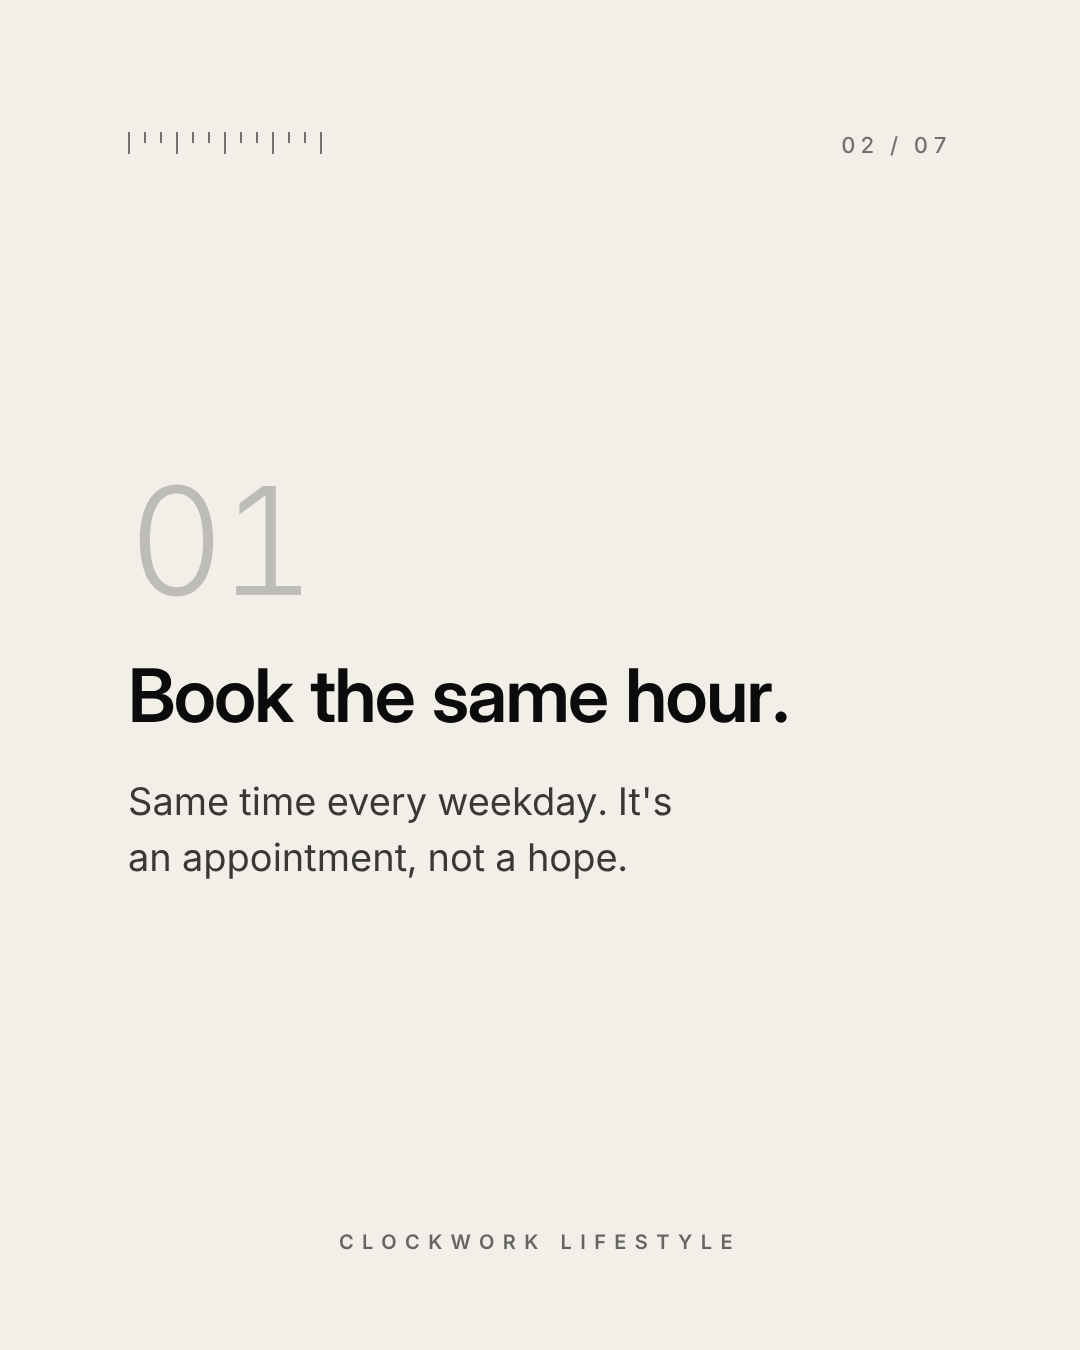 02 / 07
01
Book the same hour.
Same time every weekday. It's
an appointment, not a hope.
CLOCKWORK LIFESTYLE